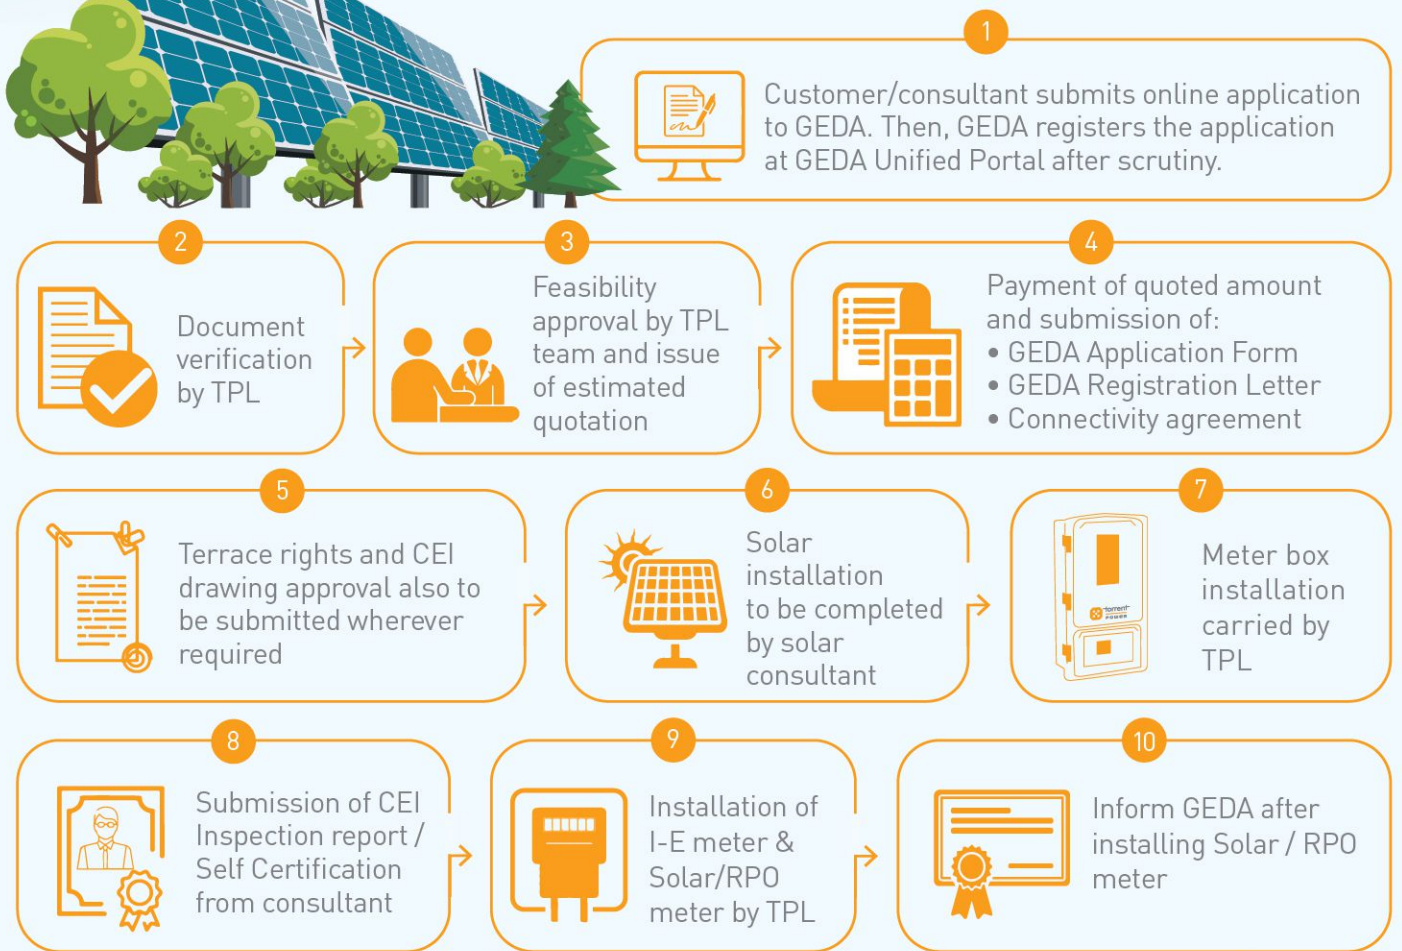 1
Customer/consultant submits online application
to GEDA. Then, GEDA registers the application
at GEDA Unified Portal after scrutiny.
2
Document
verification
by TPL
3
Feasibility
approval by TPL
team and issue
of estimated
quotation
4
Payment of quoted amount
and submission of:
• GEDA Application Form
• GEDA Registration Letter
• Connectivity agreement
5
Terrace rights and CEI
drawing approval also to
be submitted wherever
required
6
Solar
installation
to be completed
by solar
consultant
7
torrent
POWER
Meter box
installation
carried by
TPL
8
Submission of CEI
Inspection report /
Self Certification
from consultant
9
Installation of
I-E meter &
Solar/RPO
meter by TPL
10
Inform GEDA after
installing Solar / RPO
meter